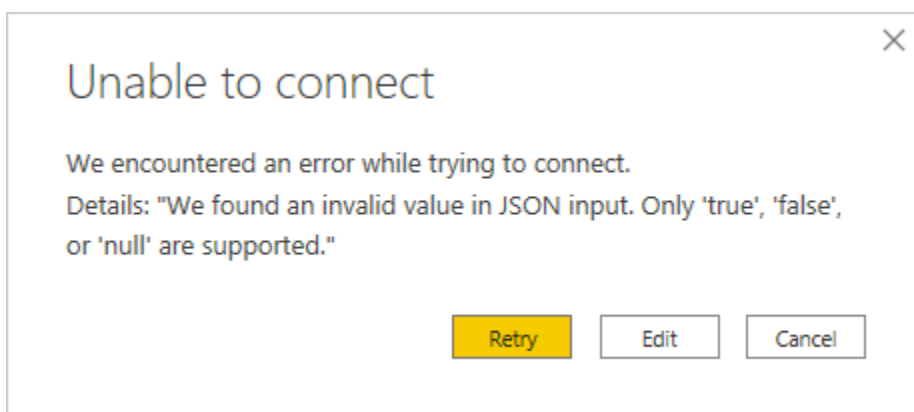 Unable to connect
We encountered an error while trying to connect.
Details: "We found an invalid value in JSON input. Only 'true', 'false',
or 'null' are supported."
Retry
Edit
Cancel